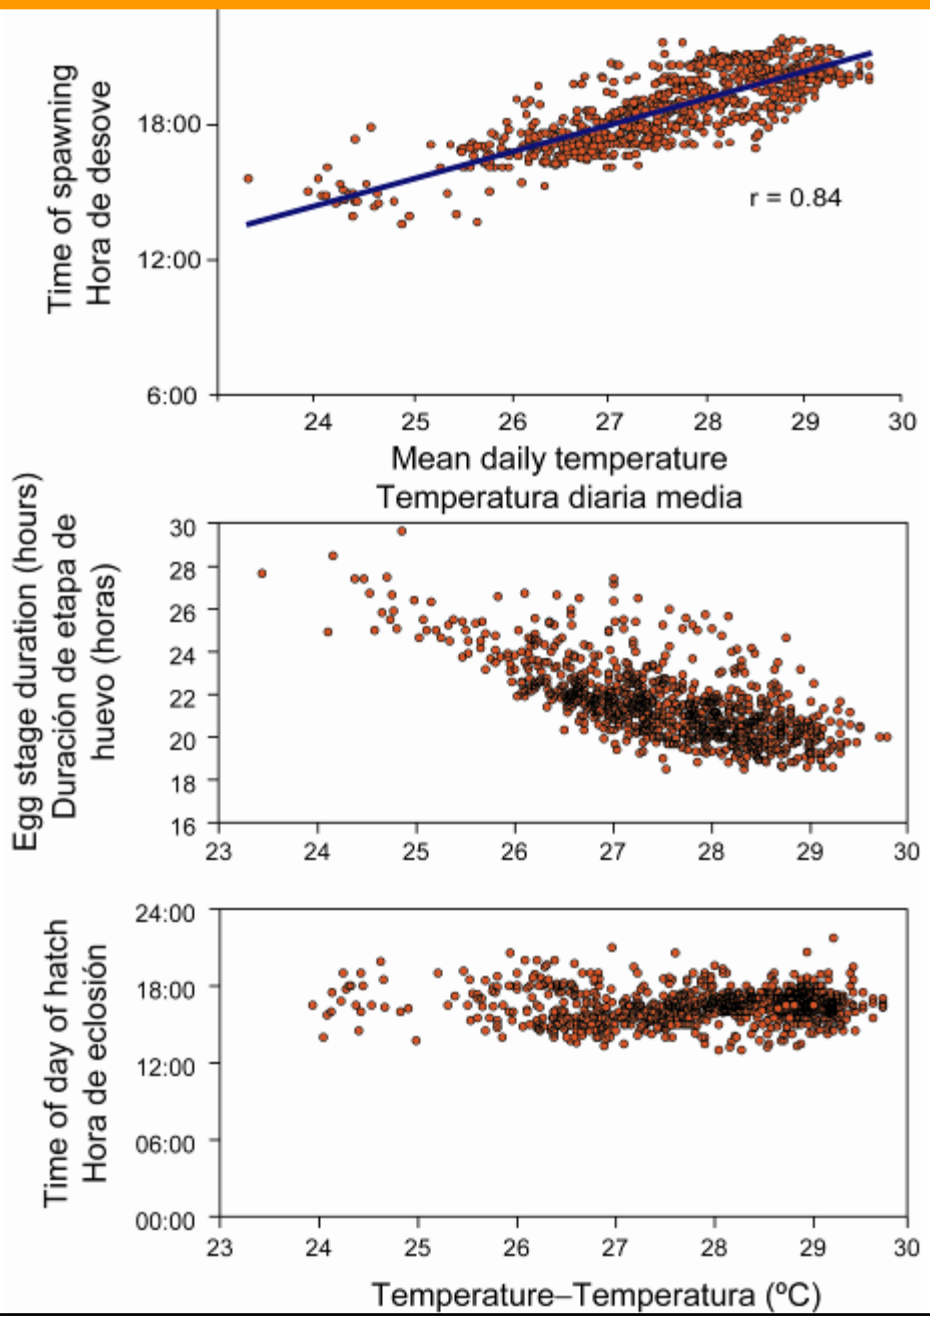 Time of spawning
Hora de desove
18:00
12:00
6:00
r = 0.84
24 25 26 27 28 29 30
Mean daily temperature
Temperatura diaria media
Egg stage duration (hours)
Duración de etapa de
huevo (horas)
30
28
26
24
22
20
18
16
23 24 25 26 27 28 29 30
Time of day of hatch
Hora de eclosión
24:00
18:00
12:00
06:00
00:00
23 24 25 26 27 28 29 30
Temperature–Temperatura (ºC)